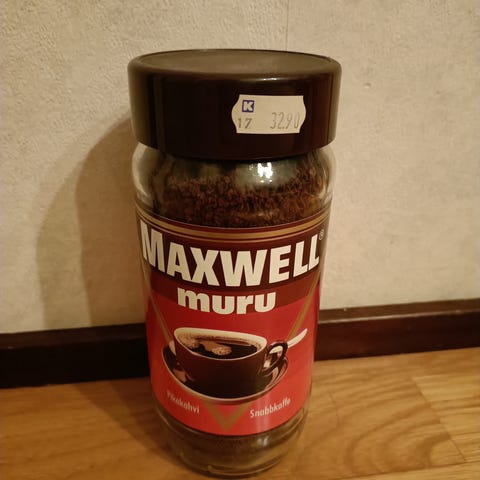 K
17 32.90
MAXWELL®
muru
Pikakahvi Snabbkaffe